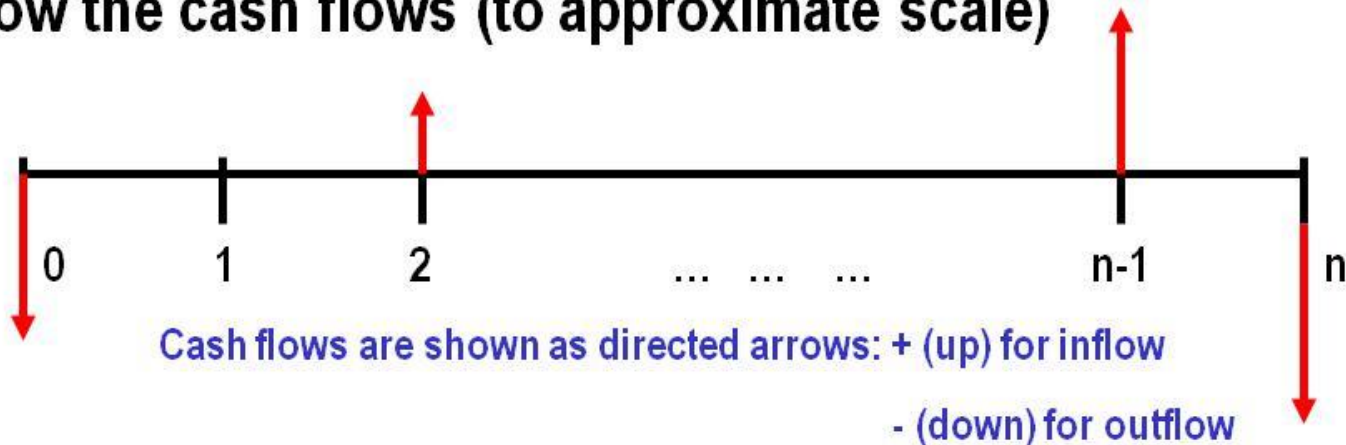 the cash flows (to approximate scale)
0 1 2 ... ... ... n-1 n
Cash flows are shown as directed arrows: + (up) for inflow
- (down) for outflow